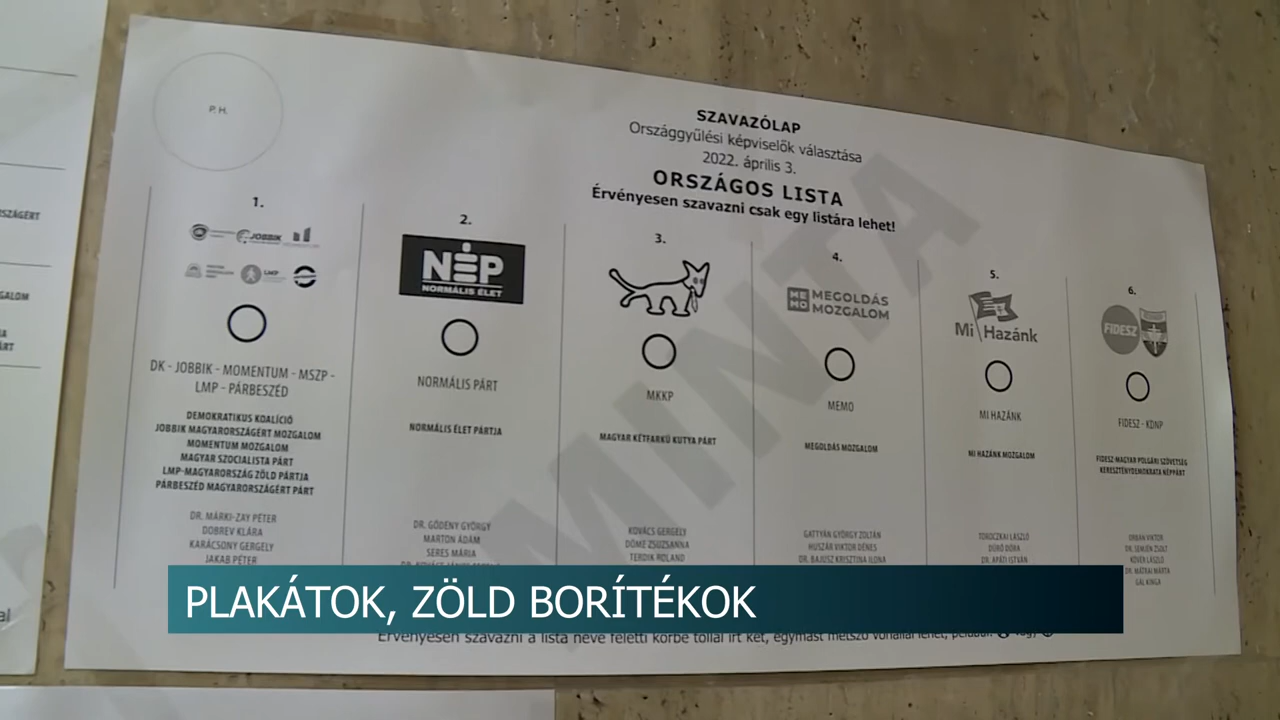 P. H.
SZAVAZÓLAP
Országgyűlési képviselők választása
2022. április 3.
ORSZÁGOS LISTA
Érvényesen szavazni csak egy listára lehet!
MINTA
1.
JOBBIK
LMP
DK - JOBBIK - MOMENTUM - MSZP -
LMP - PÁRBESZÉD
DEMOKRATIKUS KOALÍCIÓ
JOBBIK MAGYARORSZÁGÉRT MOZGALOM
MOMENTUM MOZGALOM
MAGYAR SZOCIALISTA PÁRT
LMP-MAGYARORSZÁG ZÖLD PÁRTJA
PÁRBESZÉD MAGYARORSZÁGÉRT PÁRT
DR. MÁRKI-ZAY PÉTER
DOBREV KLÁRA
KARÁCSONY GERGELY
JAKAB PÉTER
2.
NÉP
NORMÁLIS ÉLET
NORMÁLIS PÁRT
NORMÁLIS ÉLET PÁRTJA
DR. GŐDÉNY GYÖRGY
MARTON ÁDÁM
SERES MÁRIA
3.
MKKP
MAGYAR KÉTFARKÚ KUTYA PÁRT
KOVÁCS GERGELY
DŐME ZSUZSANNA
TERDIK ROLAND
4.
ME
MO
MEGOLDÁS
MOZGALOM
MEMO
MEGOLDÁS MOZGALOM
GATTYÁN GYÖRGY ZOLTÁN
HUSZÁR VIKTOR DÉNES
DR. BAJUSZ KRISZTINA ILONA
5.
Mi Hazánk
MI HAZÁNK
MI HAZÁNK MOZGALOM
TOROCZKAI LÁSZLÓ
DÚRÓ DÓRA
DR. APÁTI ISTVÁN
6.
FIDESZ
FIDESZ - KDNP
FIDESZ-MAGYAR POLGÁRI SZÖVETSÉG
KERESZTÉNYDEMOKRATA NÉPPÁRT
ORBÁN VIKTOR
DR. SEMJÉN ZSOLT
KÖVÉR LÁSZLÓ
DR. MÁTRAI MÁRTA
GÁL KINGA
PLAKÁTOK, ZÖLD BORÍTÉKOK
Érvényesen szavazni a lista neve feletti körbe tollal írt két, egymást metsző vonallal lehet, például: